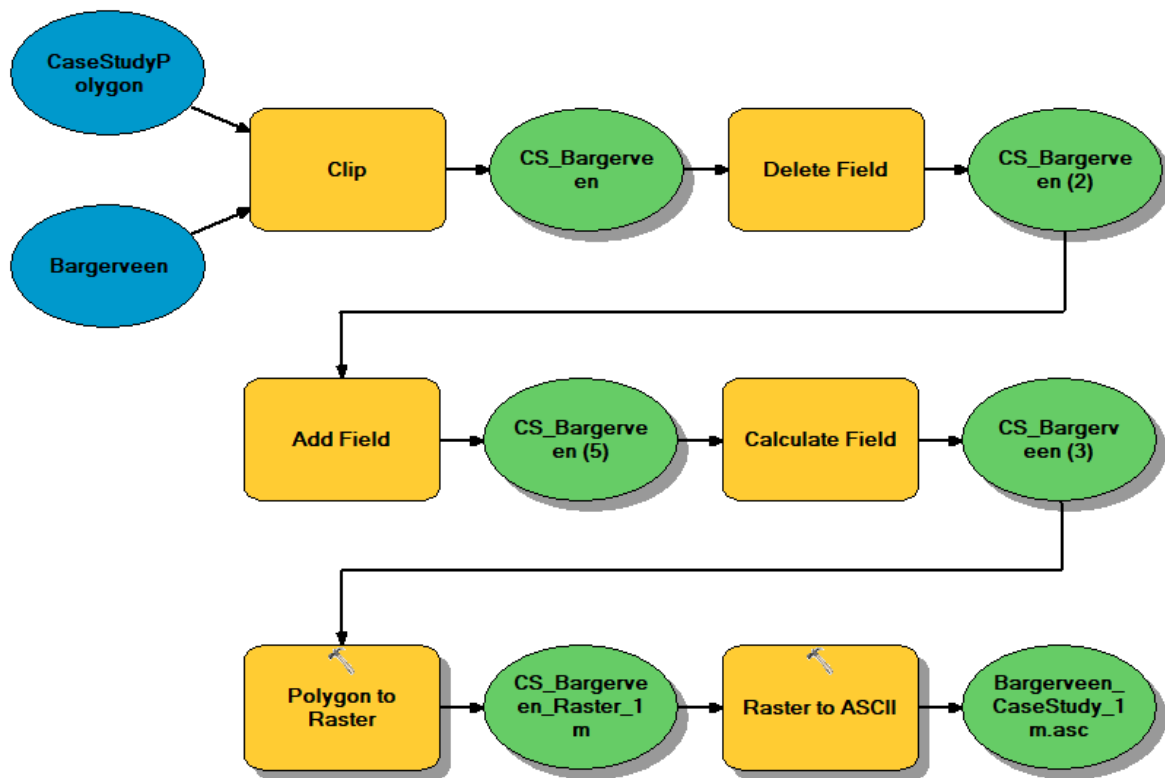 CaseStudyP
olygon
Clip
CS_Bargerve
en
Delete Field
CS_Bargerve
en (2)
Bargerveen
Add Field
CS_Bargerve
en (5)
Calculate Field
CS_Bargerv
een (3)
Polygon to
Raster
CS_Bargerve
en_Raster_1
m
Raster to ASCII
Bargerveen_
CaseStudy_1
m.asc